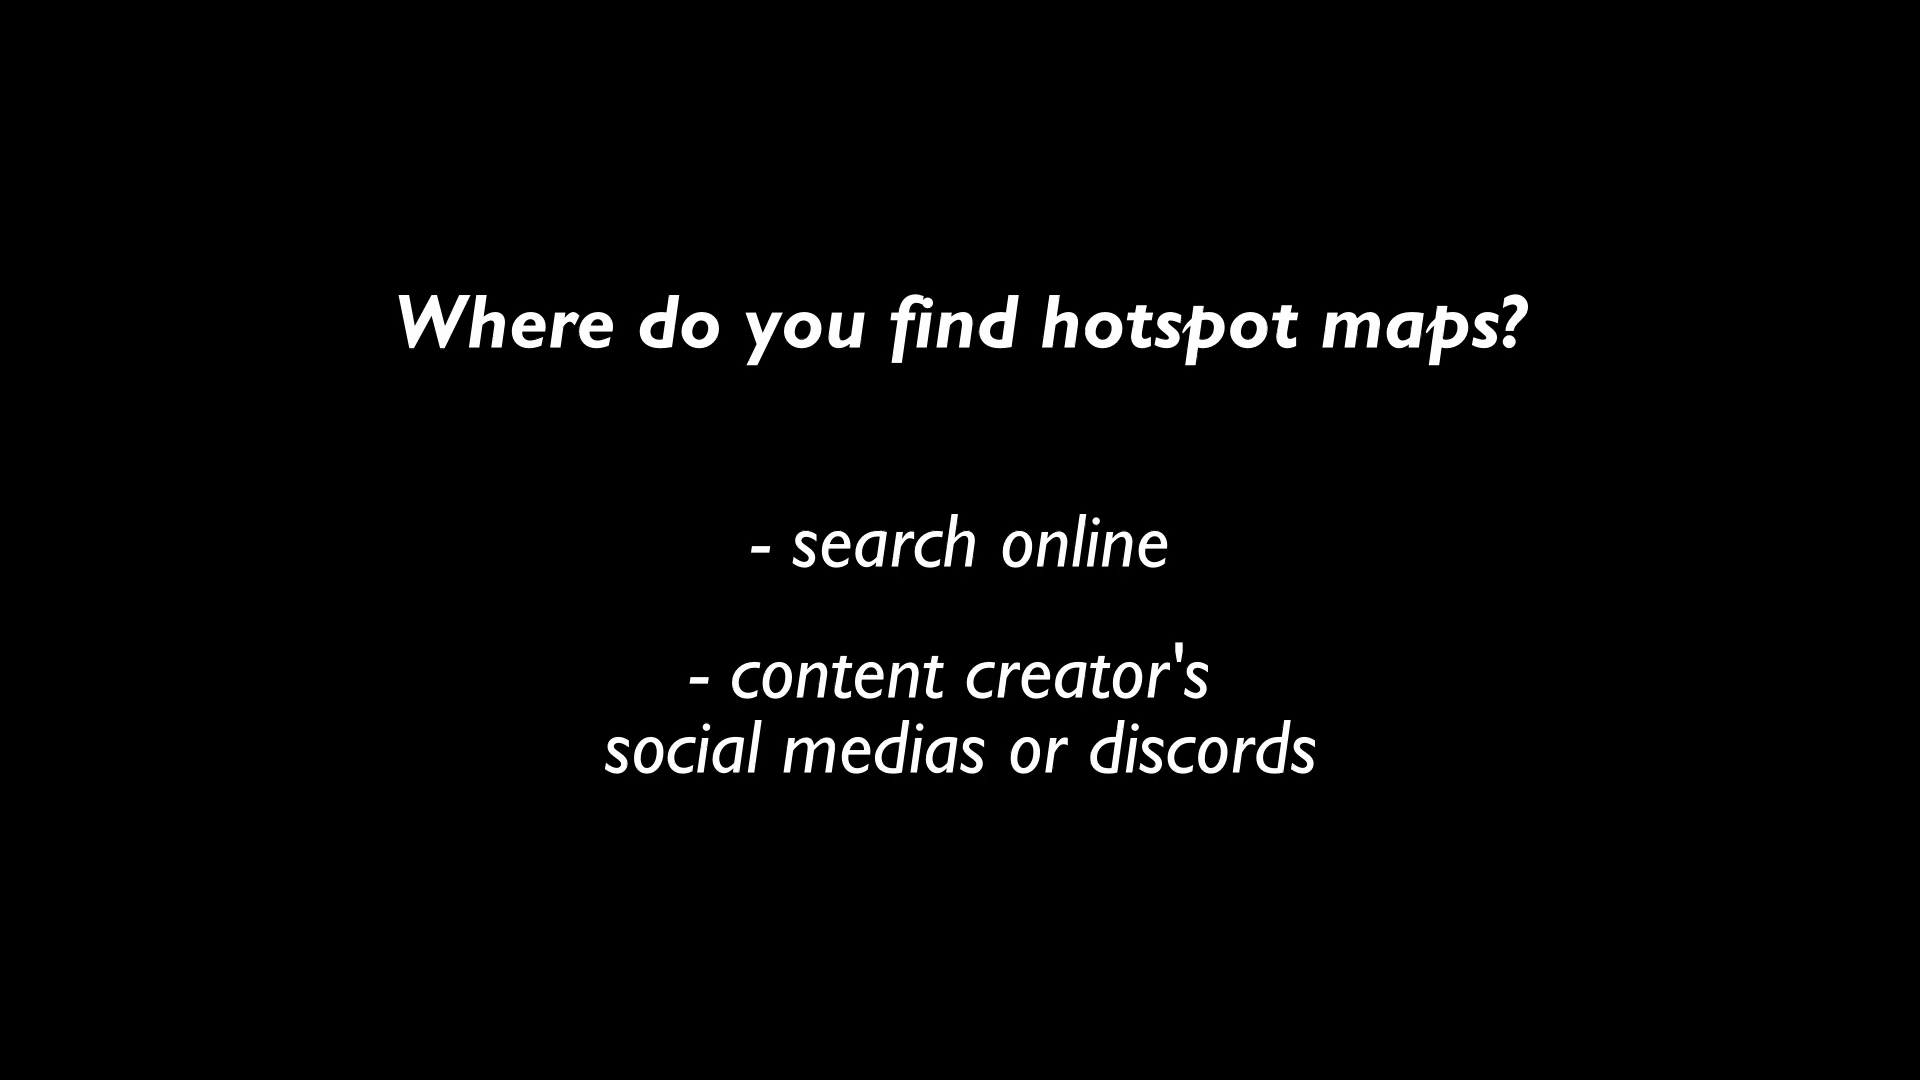 Where do you find hotspot maps?
- search online
- content creator's
social medias or discords